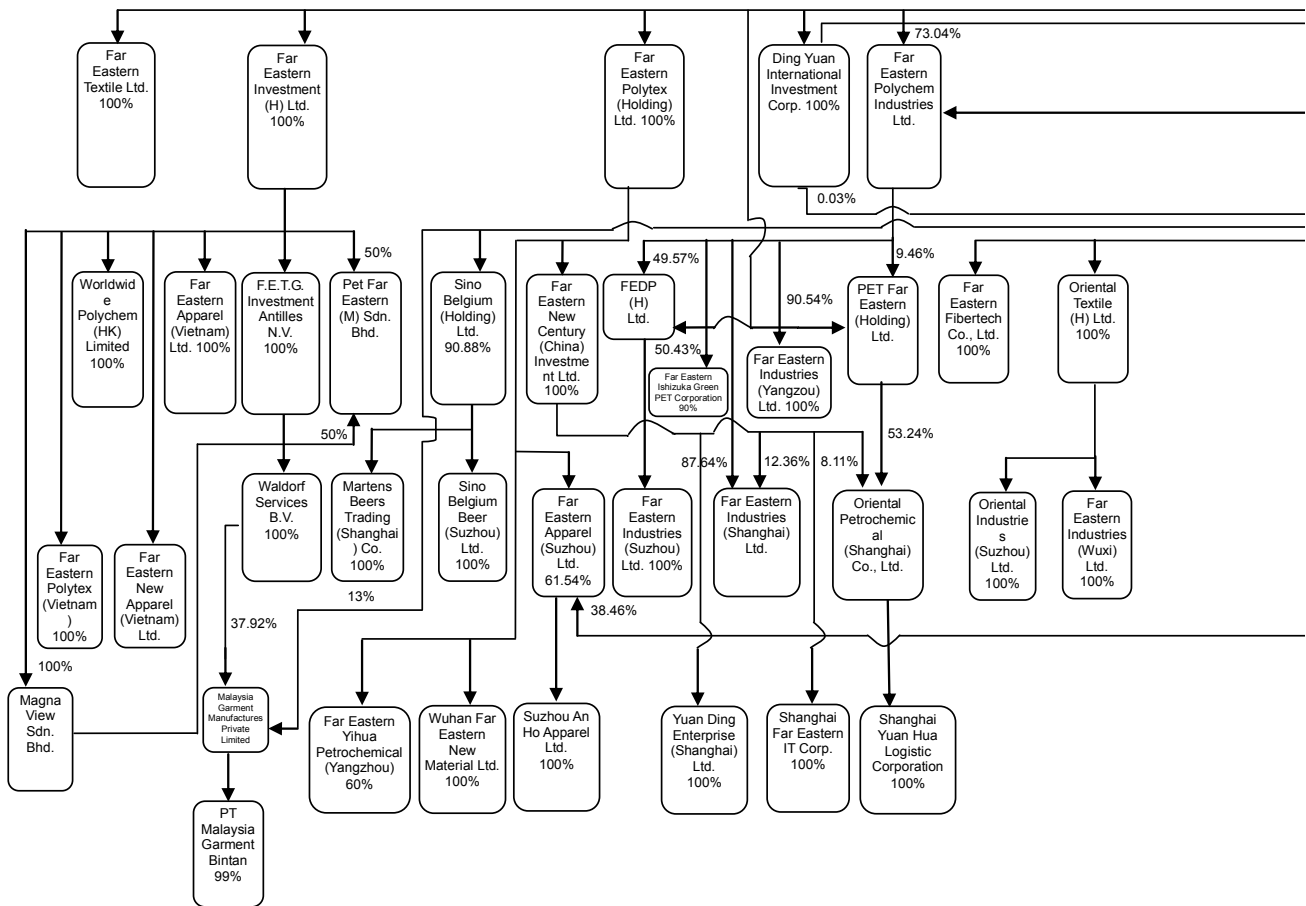 Far
Eastern
Textile Ltd.
100%
Far
Eastern
Investment
(H) Ltd.
100%
Far
Eastern
Polytex
(Holding)
Ltd. 100%
Ding Yuan
International
Investment
Corp. 100%
73.04%
Far
Eastern
Polychem
Industries
Ltd.
0.03%
Worldwid
e
Polychem
(HK)
Limited
100%
Far
Eastern
Apparel
(Vietnam)
Ltd. 100%
F.E.T.G.
Investment
Antilles
N.V.
100%
50%
Pet Far
Eastern
(M) Sdn.
Bhd.
50%
Sino
Belgium
(Holding)
Ltd.
90.88%
Far
Eastern
New
Century
(China)
Investme
nt Ltd.
100%
49.57%
FEDP
(H)
Ltd.
50.43%
Far Eastern
Ishizuka Green
PET Corporation
90%
90.54%
Far Eastern
Industries
(Yangzou)
Ltd. 100%
9.46%
PET Far
Eastern
(Holding)
Ltd.
Far
Eastern
Fibertech
Co., Ltd.
100%
Oriental
Textile
(H) Ltd.
100%
53.24%
87.64%
12.36%
8.11%
Far
Eastern
Polytex
(Vietnam
)
100%
Far
Eastern
New
Apparel
(Vietnam)
Ltd.
Waldorf
Services
B.V.
100%
Martens
Beers
Trading
(Shanghai
) Co.
100%
Sino
Belgium
Beer
(Suzhou)
Ltd.
100%
Far
Eastern
Apparel
(Suzhou)
Ltd.
61.54%
Far
Eastern
Industries
(Suzhou)
Ltd. 100%
Far Eastern
Industries
(Shanghai)
Ltd.
Oriental
Petrochemic
al
(Shanghai)
Co., Ltd.
Oriental
Industrie
s
(Suzhou)
Ltd.
100%
Far
Eastern
Industries
(Wuxi)
Ltd.
100%
13%
38.46%
37.92%
100%
Magna
View
Sdn.
Bhd.
Malaysia
Garment
Manufactures
Private
Limited
Far Eastern
Yihua
Petrochemical
(Yangzhou)
60%
Wuhan Far
Eastern
New
Material Ltd.
100%
Suzhou An
Ho Apparel
Ltd.
100%
Yuan Ding
Enterprise
(Shanghai)
Ltd.
100%
Shanghai
Far Eastern
IT Corp.
100%
Shanghai
Yuan Hua
Logistic
Corporation
100%
PT
Malaysia
Garment
Bintan
99%